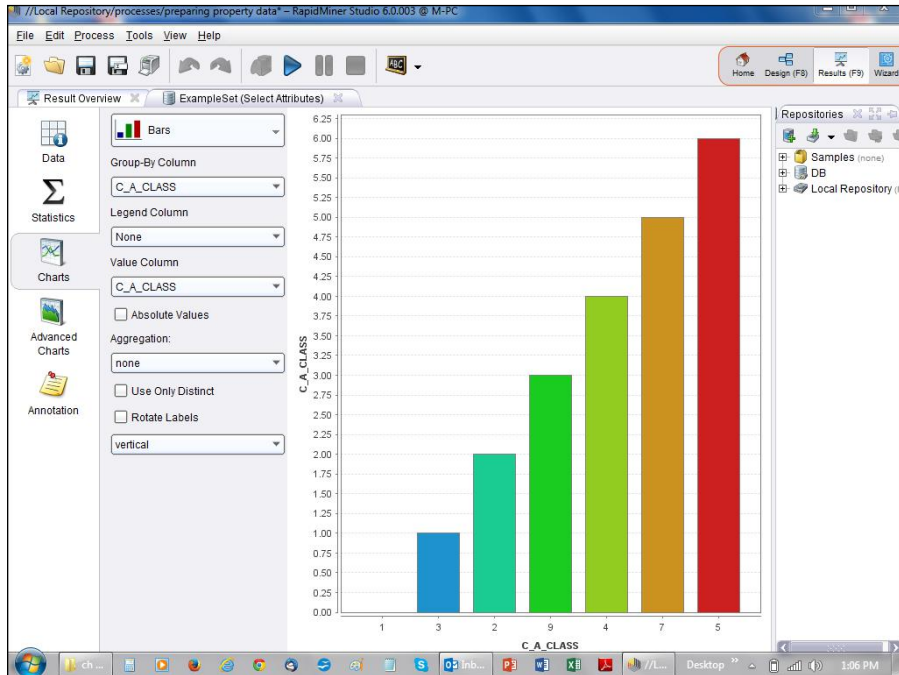 //Local Repository/processes/preparing property data* – RapidMiner Studio 6.0.003 @ M-PC
File Edit Process Tools View Help
ABC
Home Design (F8) Results (F9) Wizard
Result Overview ExampleSet (Select Attributes)
Data
Statistics
Charts
Advanced
Charts
Annotation
Bars
Group-By Column
C_A_CLASS
Legend Column
None
Value Column
C_A_CLASS
Absolute Values
Aggregation:
none
Use Only Distinct
Rotate Labels
vertical
C_A_CLASS
6.25
6.00
5.75
5.50
5.25
5.00
4.75
4.50
4.25
4.00
3.75
3.50
3.25
3.00
2.75
2.50
2.25
2.00
1.75
1.50
1.25
1.00
0.75
0.50
0.25
0.00
1 3 2 9 4 7 5
C_A_CLASS
Repositories
Samples (none)
DB
Local Repository
ch ... Inb... //L... Desktop 1:06 PM